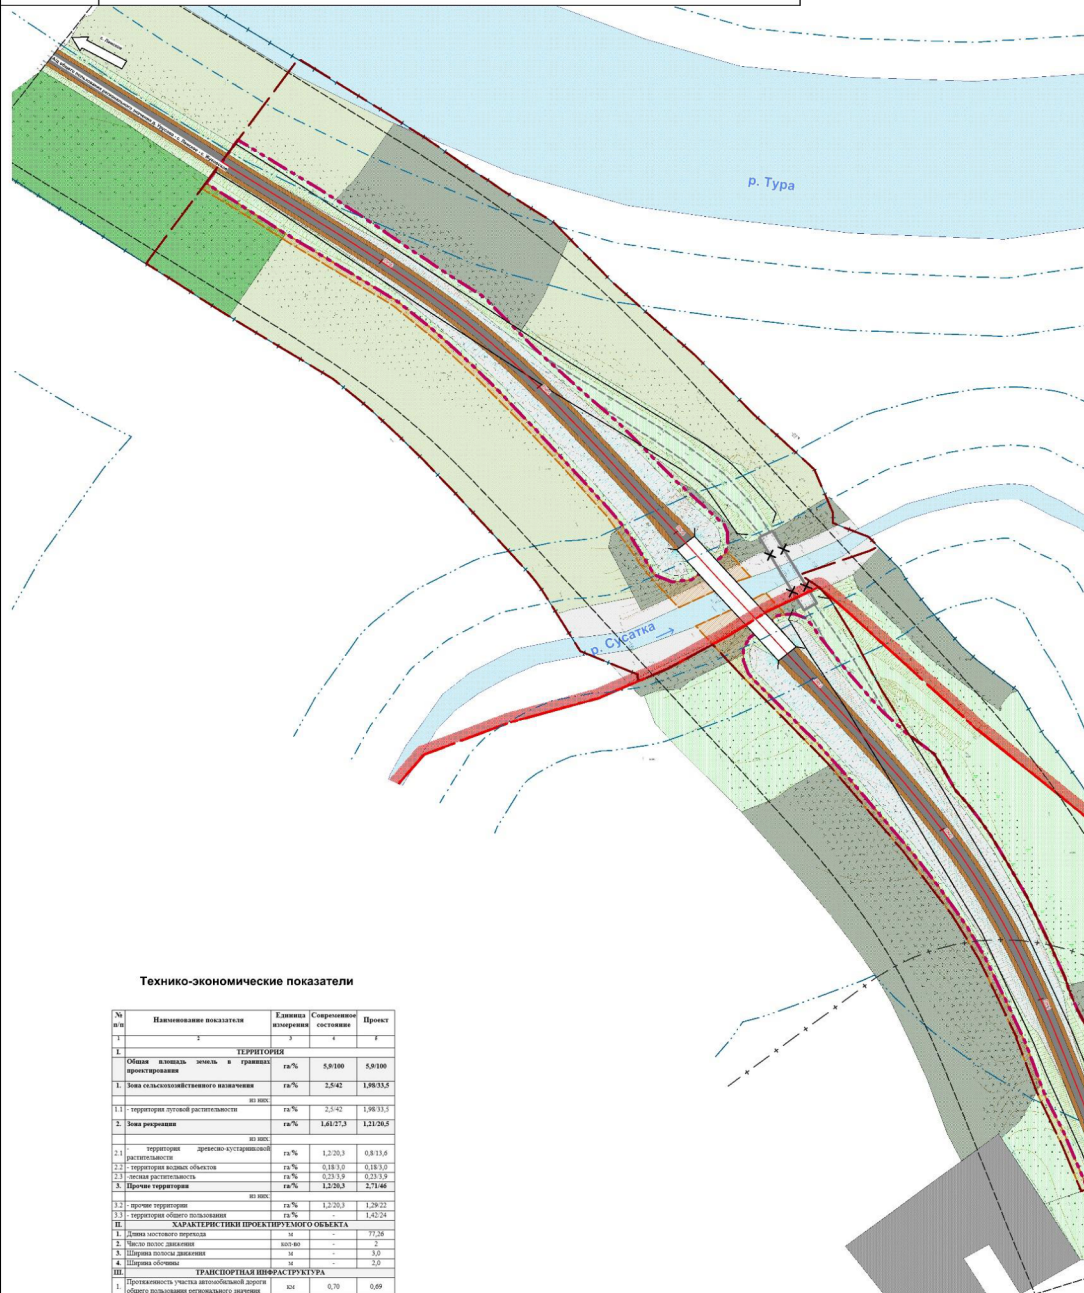 р. Тура
р. Сусатка
Технико-экономические показатели
№ п/п Наименование показателя Единица измерения Современное состояние Проект
1 2 3 4 5
I. ТЕРРИТОРИЯ
Общая площадь земель в границах проектирования га/% 5,9/100 5,9/100
1. Зона сельскохозяйственного назначения га/% 2,5/42 1,98/33,5
из них:
1.1 - территория луговой растительности га/% 2,5/42 1,98/33,5
2. Зона рекреации га/% 1,61/27,3 1,21/20,5
из них:
2.1 - территория древесно-кустарниковой растительности га/% 1,2/20,3 0,8/13,6
2.2 - территория водных объектов га/% 0,18/3,0 0,18/3,0
2.3 -лесная растительность га/% 0,23/3,9 0,23/3,9
3. Прочие территории га/% 1,2/20,3 2,71/46
из них:
3.2 - прочие территории га/% 1,2/20,3 1,29/22
3.3 - территория общего пользования га/% - 1,42/24
II. ХАРАКТЕРИСТИКИ ПРОЕКТИРУЕМОГО ОБЪЕКТА
1. Длина мостового перехода м - 77,26
2. Число полос движения кол-во - 2
3. Ширина полосы движения м - 3,0
4. Ширина обочины м - 2,0
III. ТРАНСПОРТНАЯ ИНФРАСТРУКТУРА
1. Протяженность участка автомобильной дороги общего пользования регионального значения км 0,70 0,69